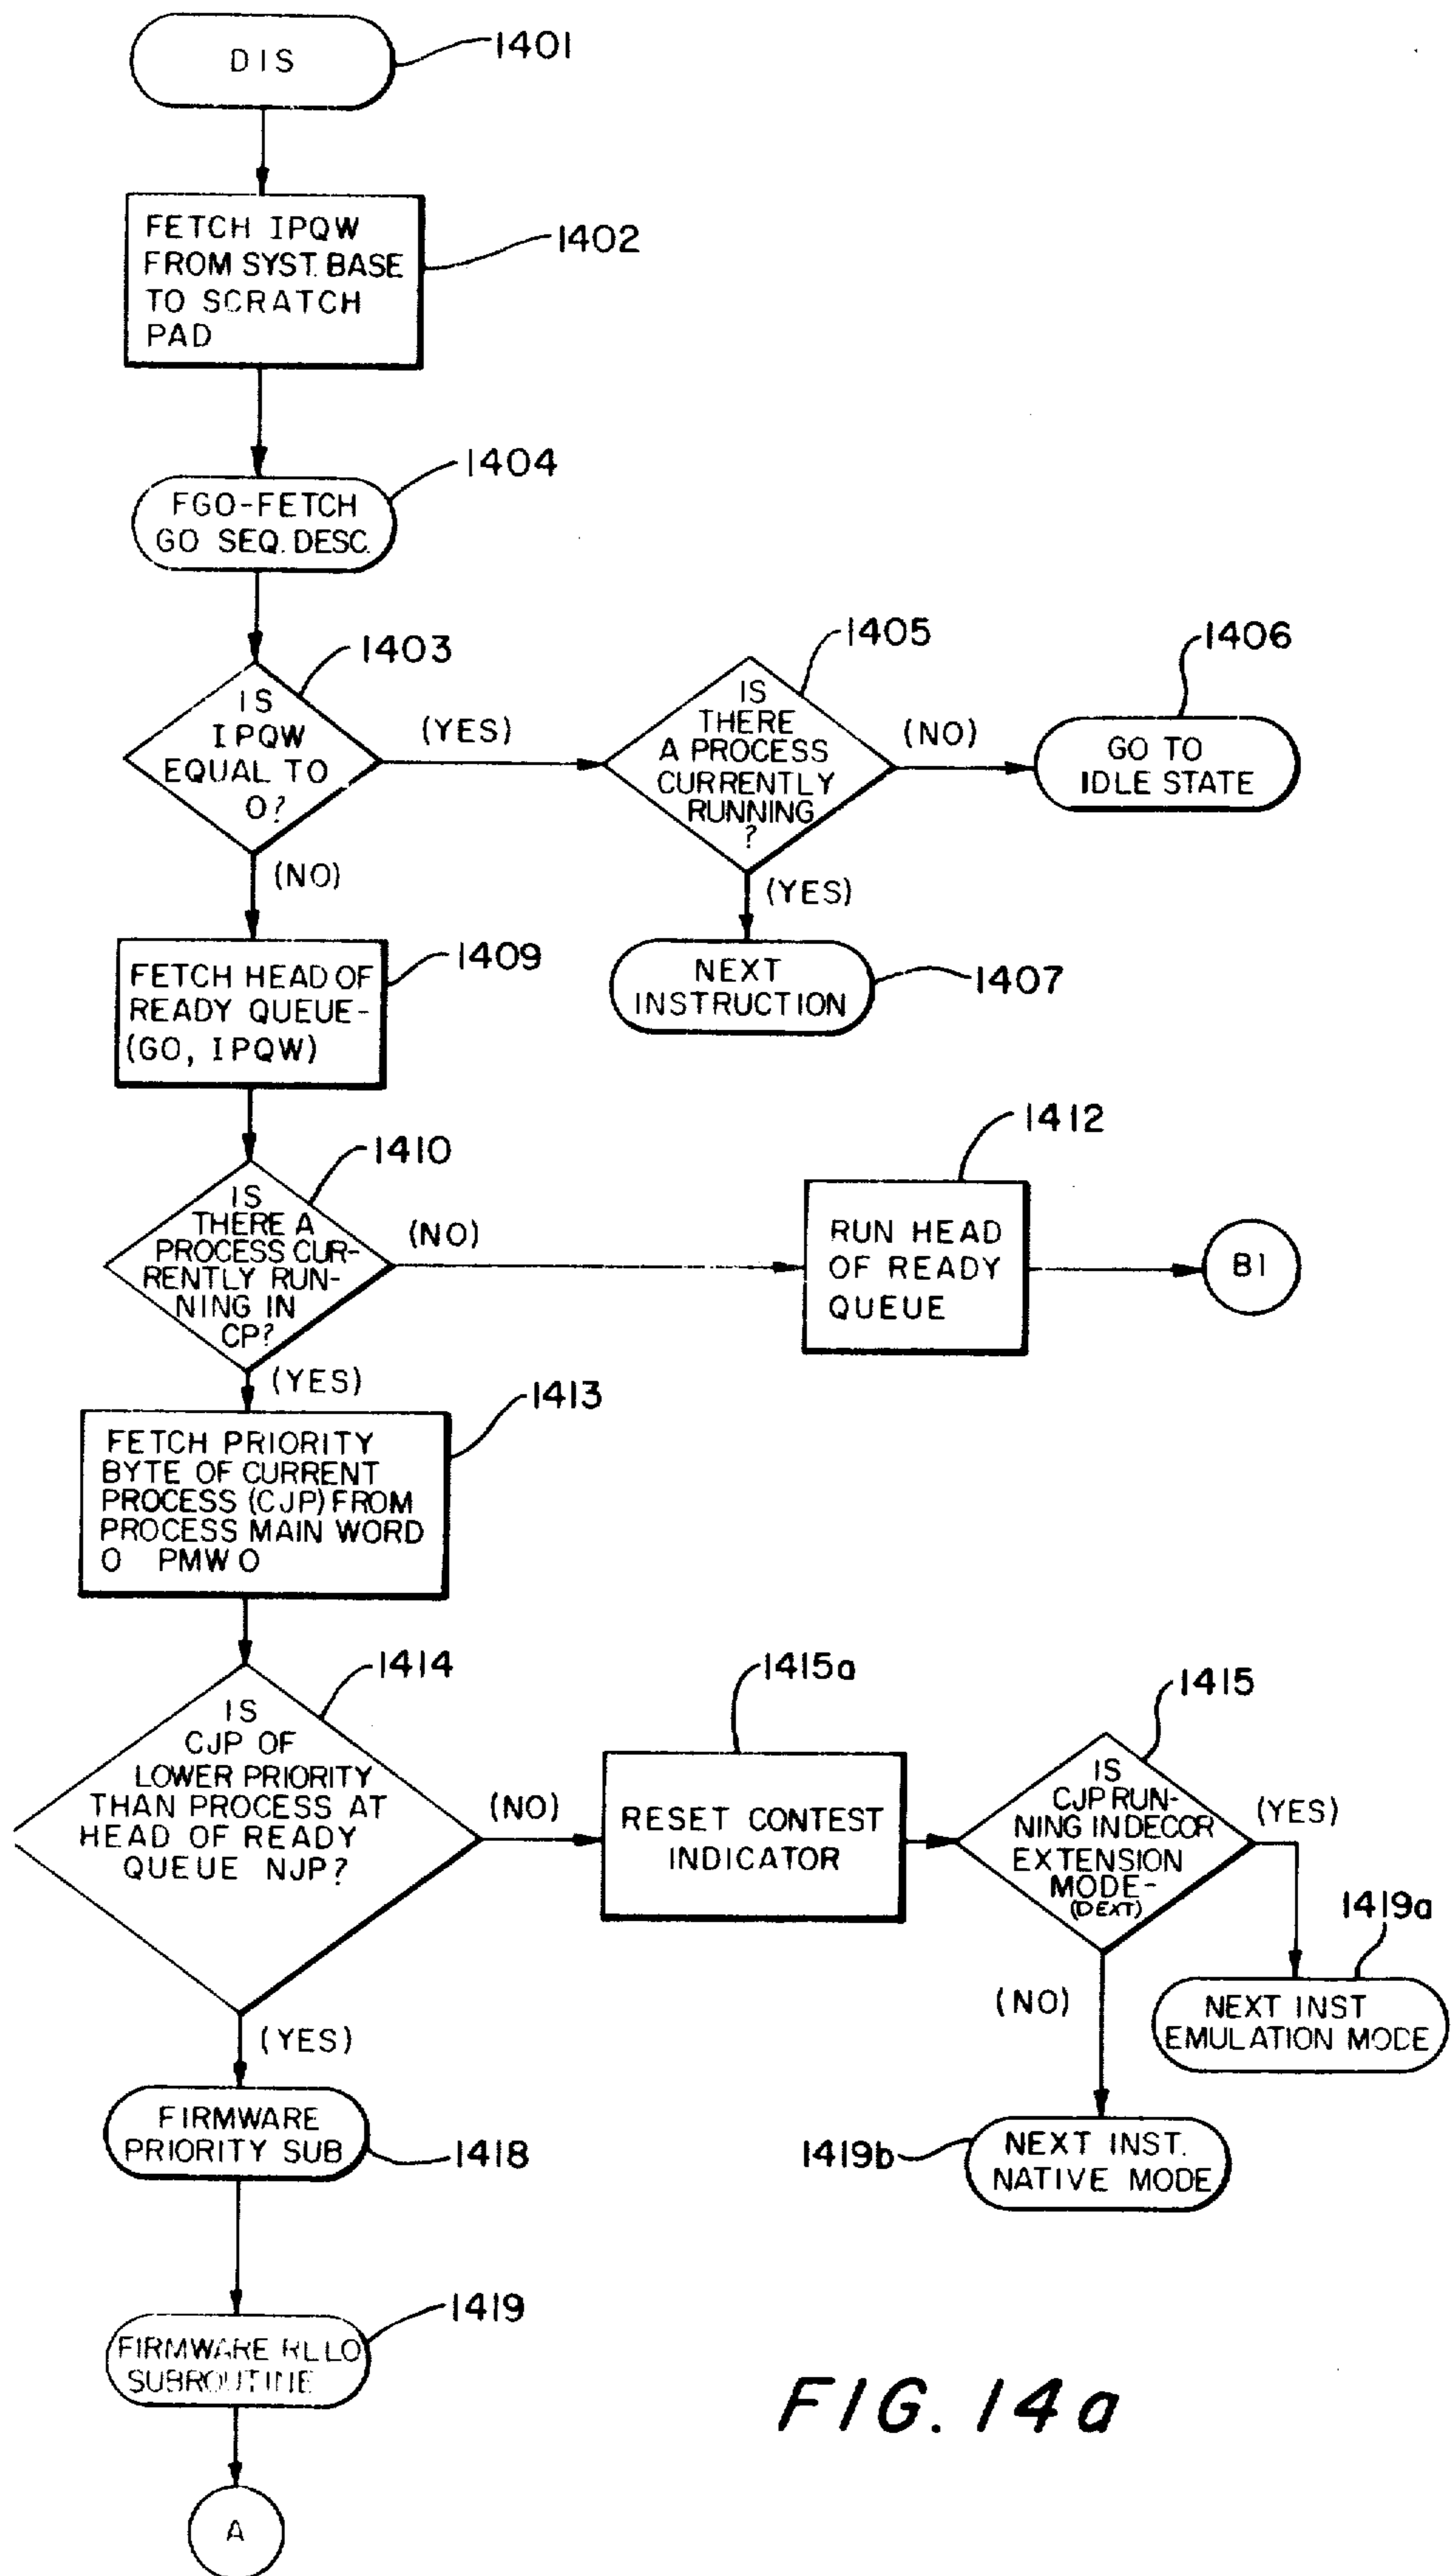 DIS
1401
FETCH IPQW
FROM SYST. BASE
TO SCRATCH
PAD
1402
FGO-FETCH
GO SEQ. DESC.
1404
IS
IPQW
EQUAL TO
0?
1403
(YES)
(NO)
IS
THERE
A PROCESS
CURRENTLY
RUNNING
?
1405
(NO)
(YES)
GO TO
IDLE STATE
1406
NEXT
INSTRUCTION
1407
FETCH HEAD OF
READY QUEUE-
(GO, IPQW)
1409
IS
THERE A
PROCESS CUR-
RENTLY RUN-
NING IN
CP?
1410
(NO)
(YES)
RUN HEAD
OF READY
QUEUE
1412
B1
FETCH PRIORITY
BYTE OF CURRENT
PROCESS (CJP) FROM
PROCESS MAIN WORD
0 PMW 0
1413
IS
CJP OF
LOWER PRIORITY
THAN PROCESS AT
HEAD OF READY
QUEUE NJP?
1414
(NO)
(YES)
RESET CONTEST
INDICATOR
1415a
IS
CJP RUN-
NING IN DECOR
EXTENSION
MODE-
(DEXT)
1415
(YES)
(NO)
NEXT INST
EMULATION MODE
1419a
NEXT INST.
NATIVE MODE
1419b
FIRMWARE
PRIORITY SUB
1418
FIRMWARE RLLO
SUBROUTINE
1419
A
FIG. 14a